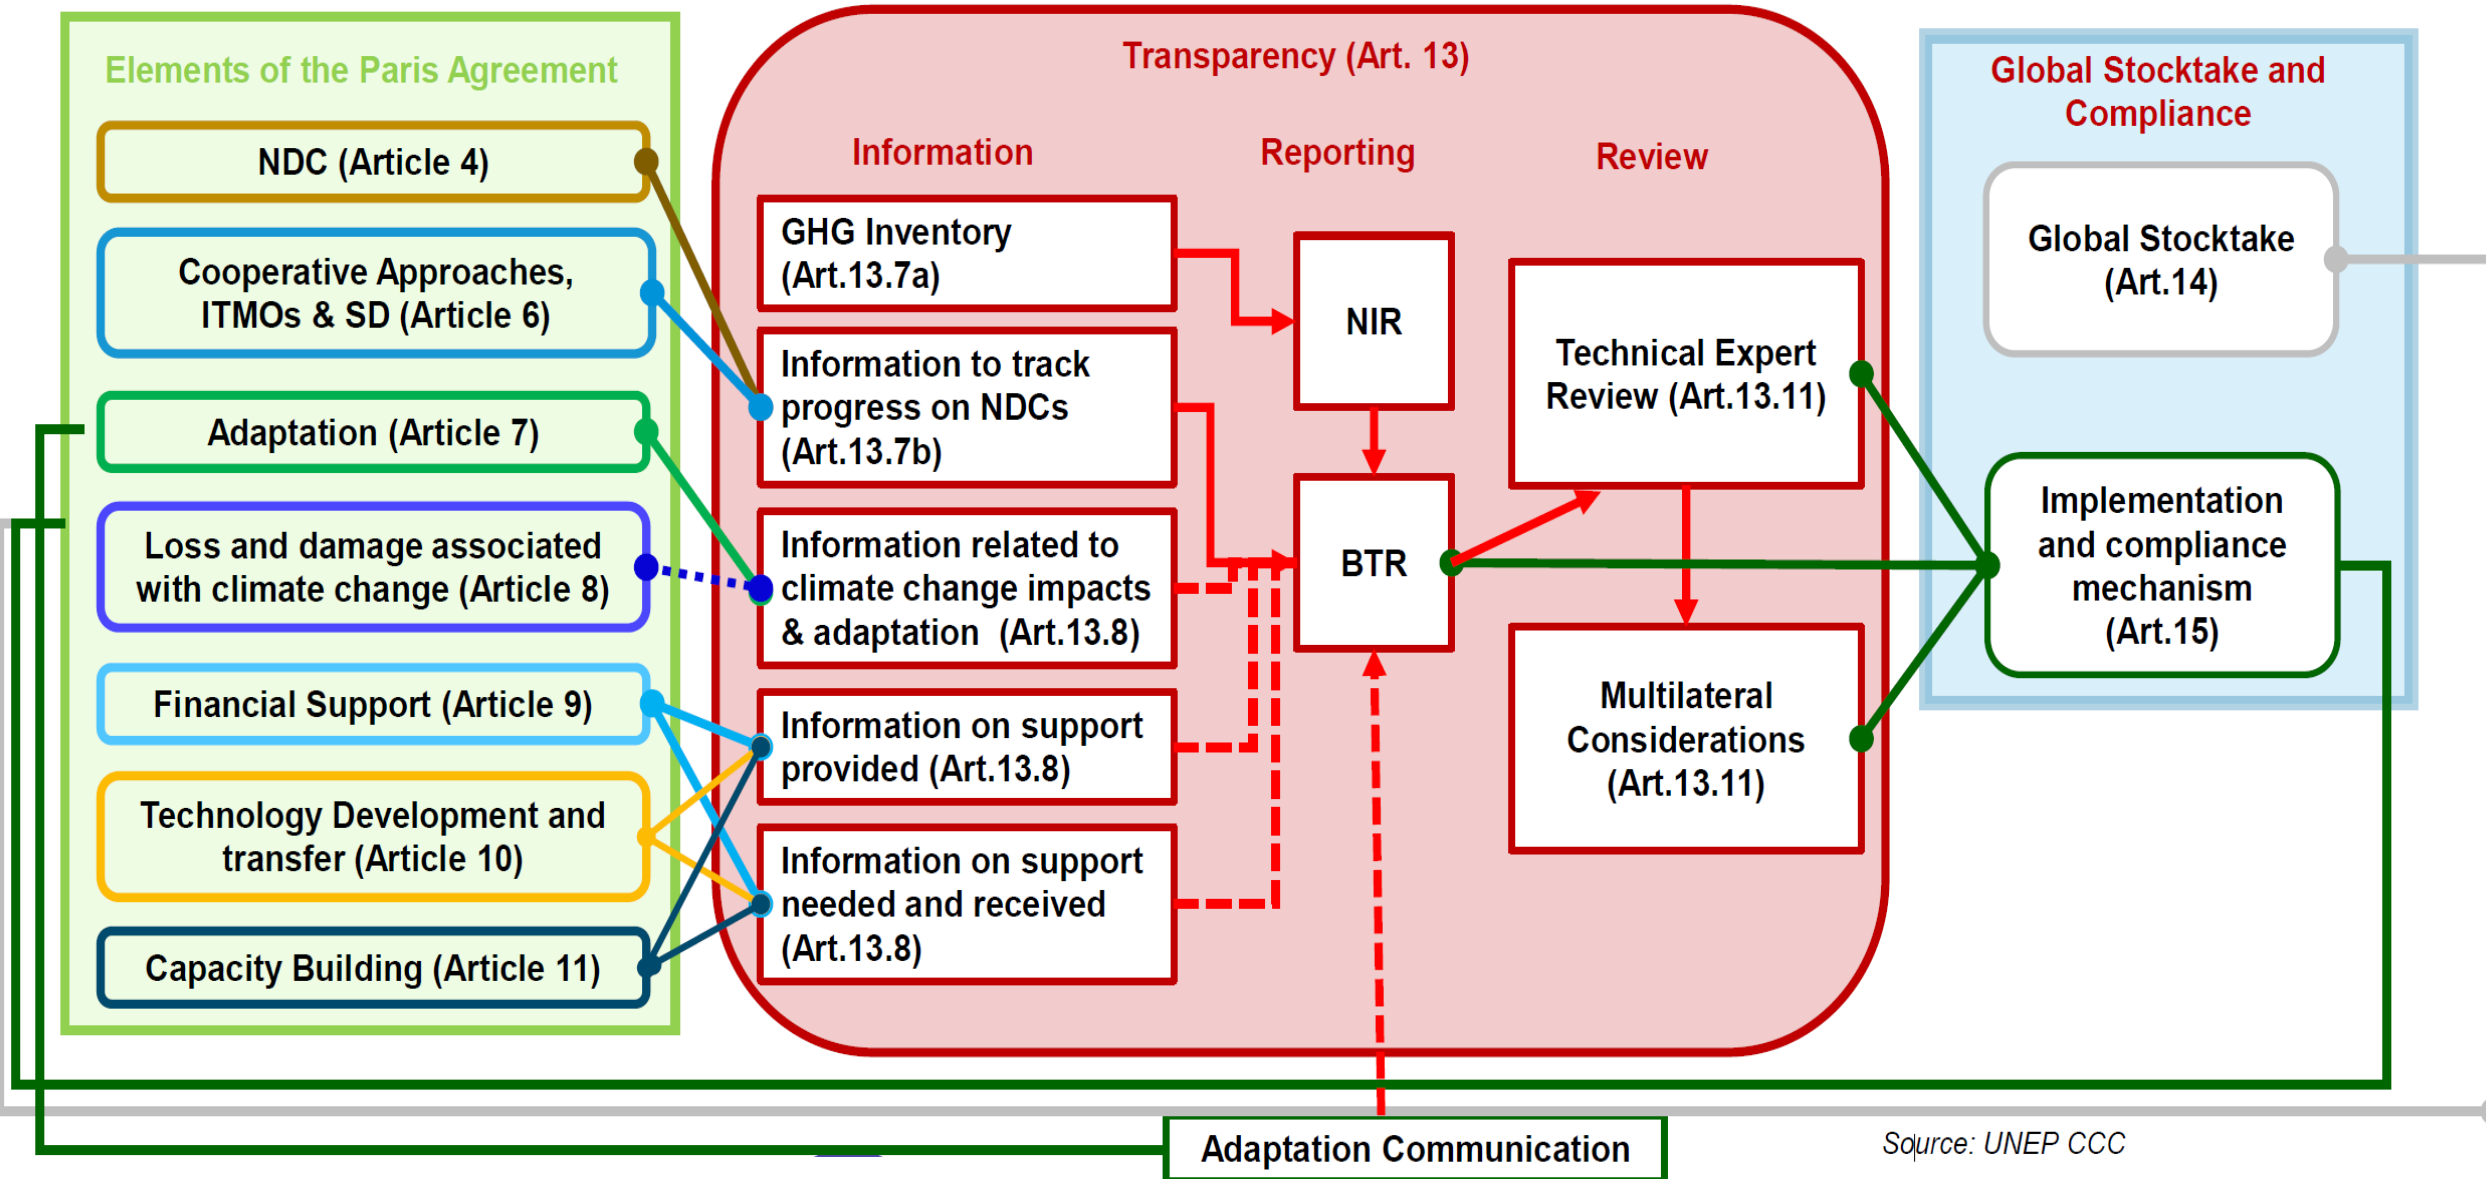 Elements of the Paris Agreement
NDC (Article 4)
Cooperative Approaches,
ITMOs & SD (Article 6)
Adaptation (Article 7)
Loss and damage associated
with climate change (Article 8)
Financial Support (Article 9)
Technology Development and
transfer (Article 10)
Capacity Building (Article 11)
Transparency (Art. 13)
Information
GHG Inventory
(Art.13.7a)
Information to track
progress on NDCs
(Art.13.7b)
Information related to
climate change impacts
& adaptation (Art.13.8)
Information on support
provided (Art.13.8)
Information on support
needed and received
(Art.13.8)
Reporting
NIR
BTR
Review
Technical Expert
Review (Art.13.11)
Multilateral
Considerations
(Art.13.11)
Global Stocktake and
Compliance
Global Stocktake
(Art.14)
Implementation
and compliance
mechanism
(Art.15)
Adaptation Communication
Source: UNEP CCC